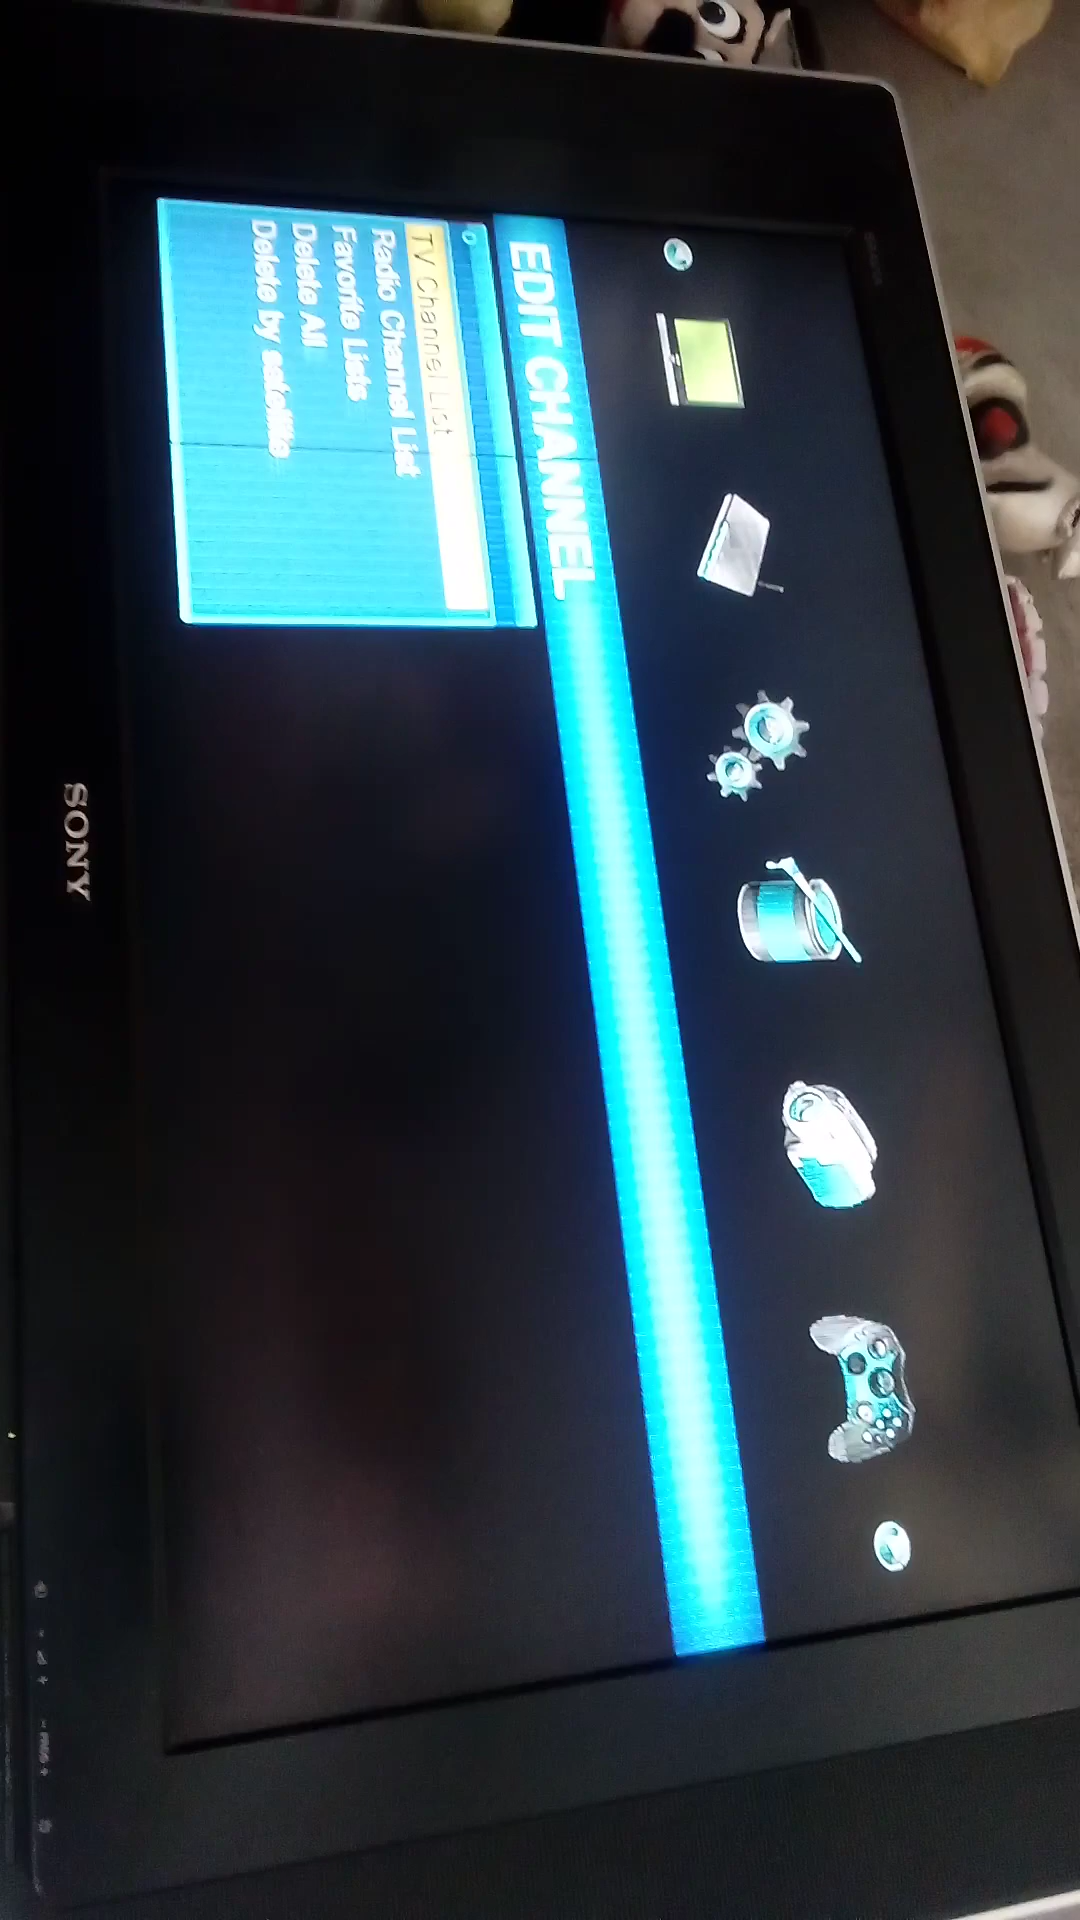 EDIT CHANNEL
TV Channel List
Radio Channel List
Favorite Lists
Delete All
Delete by satellite
SONY